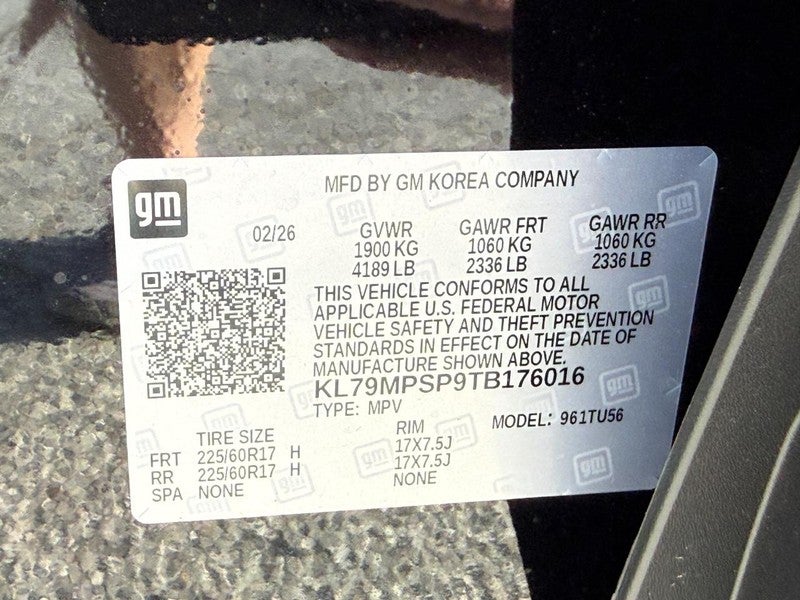 gm
MFD BY GM KOREA COMPANY
02/26 GVWR GAWR FRT GAWR RR
1900 KG 1060 KG 1060 KG
4189 LB 2336 LB 2336 LB
THIS VEHICLE CONFORMS TO ALL
APPLICABLE U.S. FEDERAL MOTOR
VEHICLE SAFETY AND THEFT PREVENTION
STANDARDS IN EFFECT ON THE DATE OF
MANUFACTURE SHOWN ABOVE.
KL79MPSP9TB176016
TYPE: MPV MODEL: 961TU56
TIRE SIZE RIM
FRT 225/60R17 H 17X7.5J
RR 225/60R17 H 17X7.5J
SPA NONE NONE